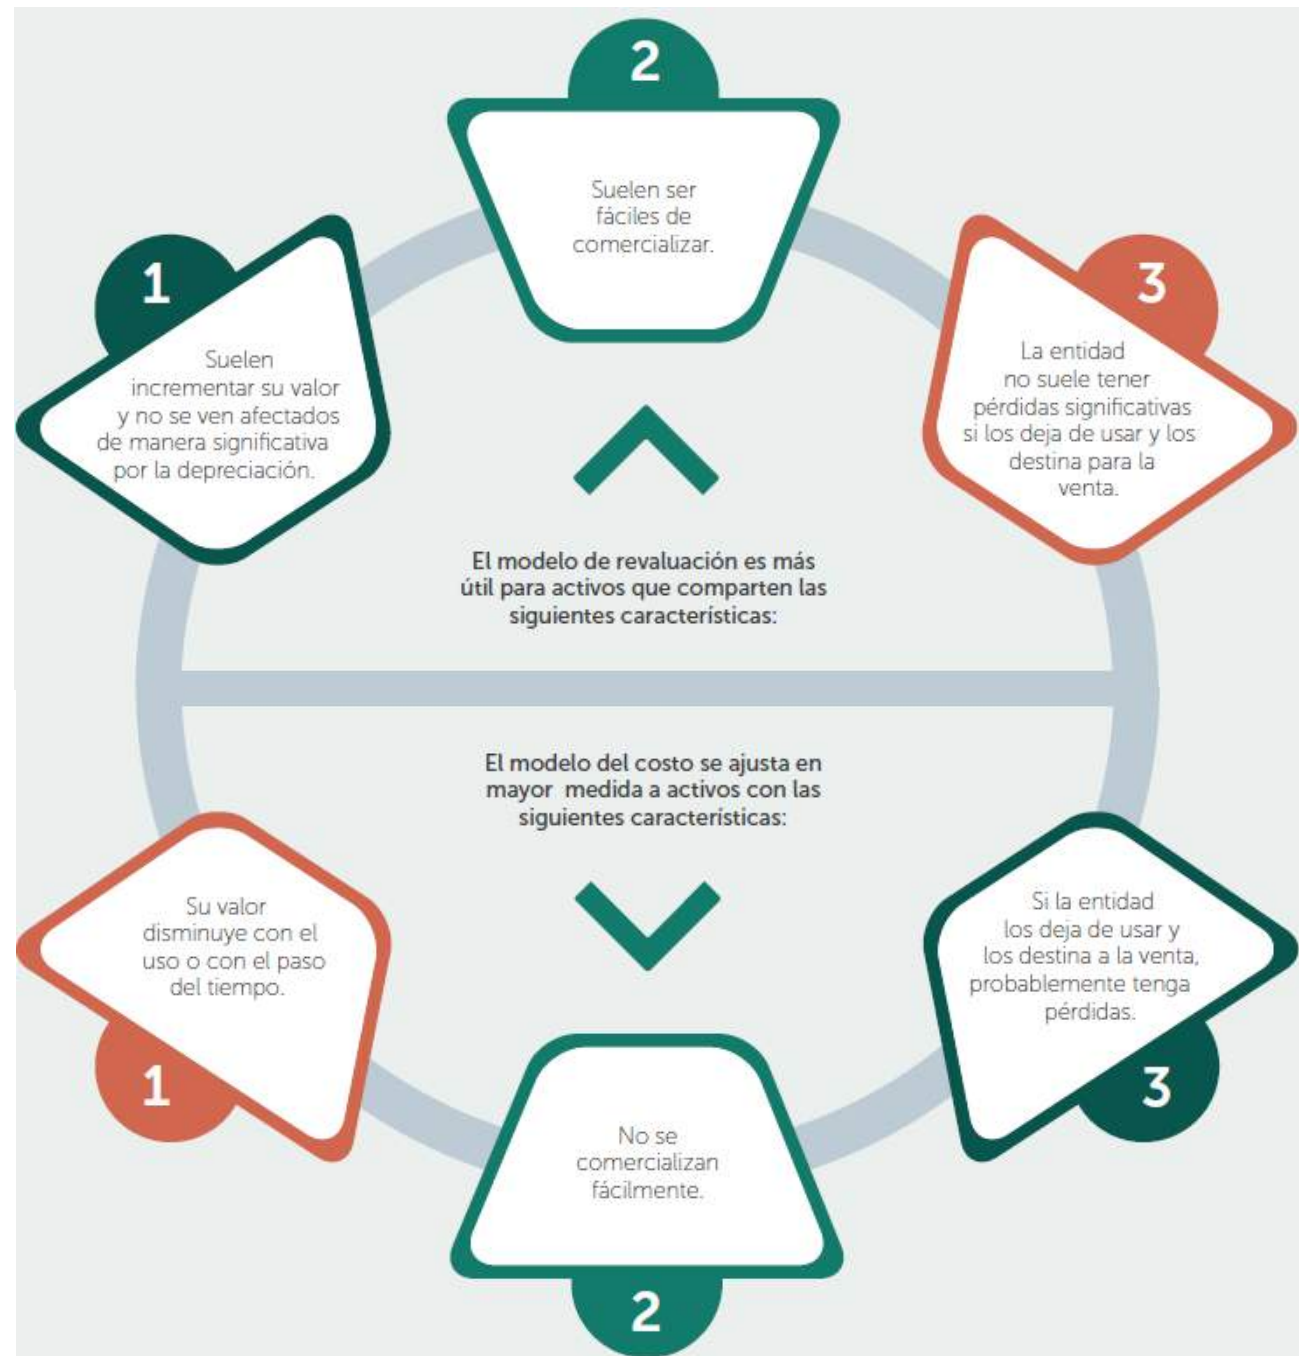 2
Suelen ser
fáciles de
comercializar.
1
Suelen
incrementar su valor
y no se ven afectados
de manera significativa
por la depreciación.
3
La entidad
no suele tener
pérdidas significativas
si los deja de usar y los
destina para la
venta.
El modelo de revaluación es más
útil para activos que comparten las
siguientes características:
El modelo del costo se ajusta en
mayor medida a activos con las
siguientes características:
Su valor
disminuye con el
uso o con el paso
del tiempo.
1
No se
comercializan
fácilmente.
2
Si la entidad
los deja de usar y
los destina a la venta,
probablemente tenga
pérdidas.
3